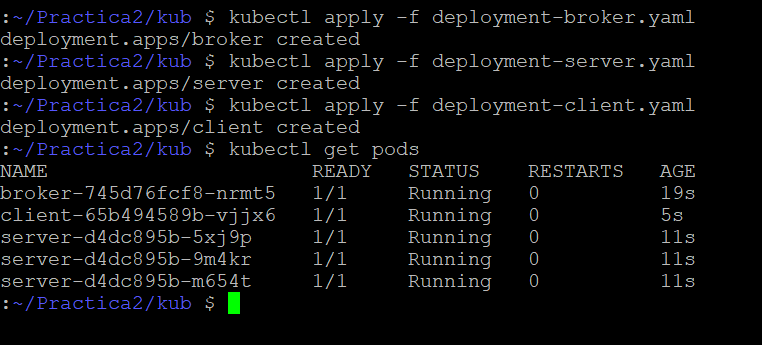 :~/Practica2/kub $ kubectl apply -f deployment-broker.yaml
deployment.apps/broker created
:~/Practica2/kub $ kubectl apply -f deployment-server.yaml
deployment.apps/server created
:~/Practica2/kub $ kubectl apply -f deployment-client.yaml
deployment.apps/client created
:~/Practica2/kub $ kubectl get pods
NAME                      READY   STATUS    RESTARTS   AGE
broker-745d76fcf8-nrmt5   1/1     Running   0          19s
client-65b494589b-vjjx6   1/1     Running   0          5s
server-d4dc895b-5xj9p     1/1     Running   0          11s
server-d4dc895b-9m4kr     1/1     Running   0          11s
server-d4dc895b-m654t     1/1     Running   0          11s
:~/Practica2/kub $